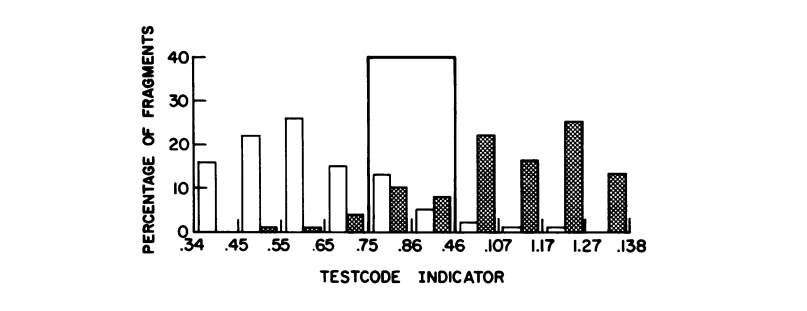 PERCENTAGE OF FRAGMENTS
40
30
20
10
0
.34 .45 .55 .65 .75 .86 .46 .107 1.17 1.27 .138
TESTCODE INDICATOR